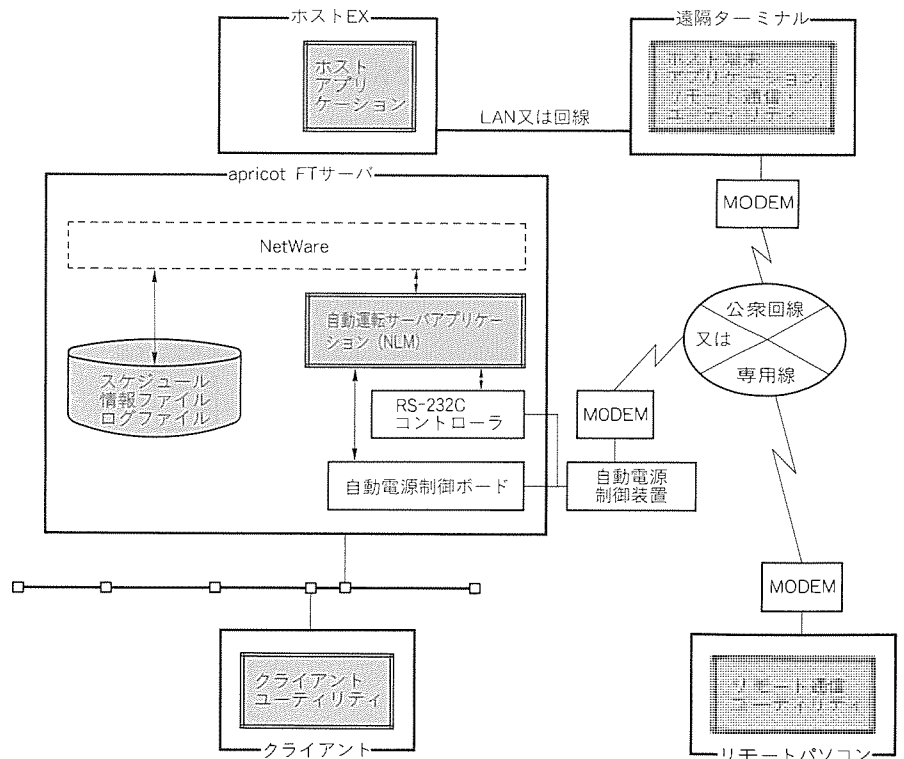 ホストEX
ホスト
アプリ
ケーション
遠隔ターミナル
ホスト端末
アプリケーション,
リモート通信・
ユーティリティ
LAN又は回線
MODEM
apricot FTサーバ
NetWare
自動運転サーバアプリケー
ション (NLM)
スケジュール
情報ファイル
ログファイル
RS-232C
コントローラ
自動電源制御ボード
公衆回線
又は
専用線
MODEM
自動電源
制御装置
MODEM
クライアント
ユーティリティ
クライアント
リモート通信
ユーティリティ
リモートパソコン